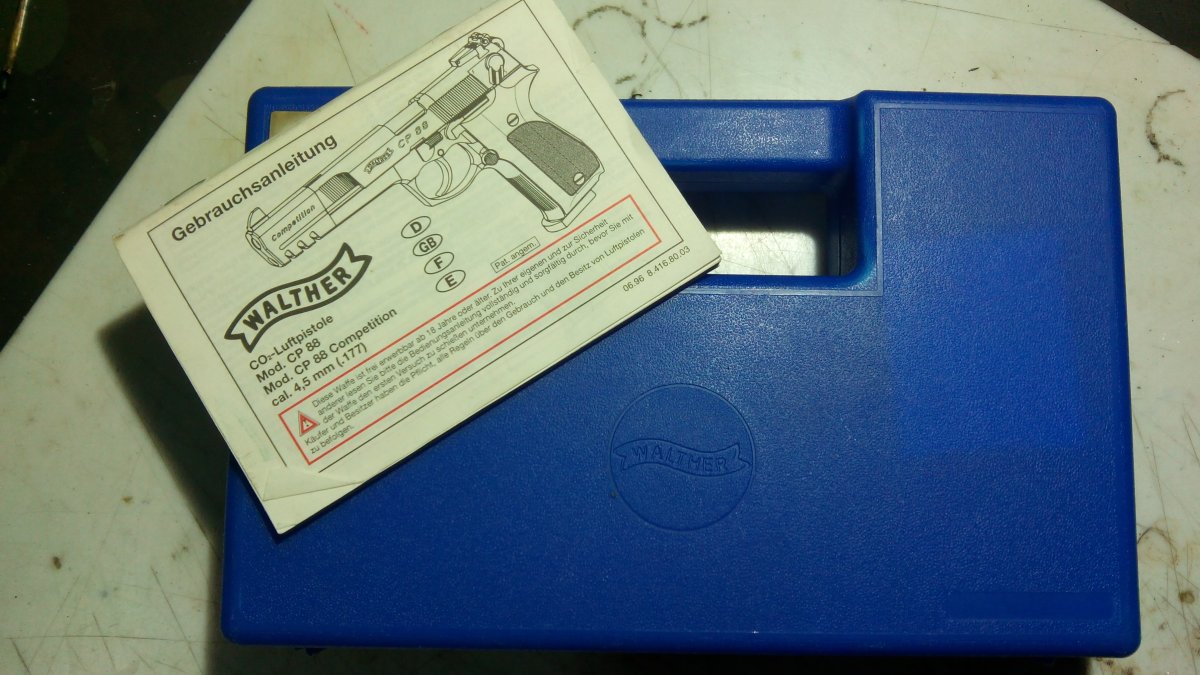 Gebrauchsanleitung
WALTHER
CP 88
Competition
D
GB
F
E
Pat. angem.
WALTHER
CO₂-Luftpistole
Mod. CP 88
Mod. CP 88 Competition
cal. 4,5 mm (.177)
Diese Waffe ist frei erwerbbar ab 18 Jahre oder älter. Zu Ihrer eigenen und zur Sicherheit
anderer lesen Sie bitte die Bedienungsanleitung vollständig und sorgfältig durch, bevor Sie mit
der Waffe den ersten Versuch zu schießen unternehmen.
Käufer und Besitzer haben die Pflicht, alle Regeln über den Gebrauch und den Besitz von Luftpistolen
zu befolgen.
06.96 8.416.80.03
WALTHER